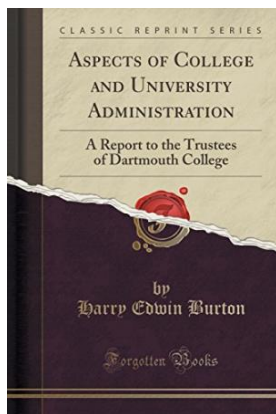 CLASSIC REPRINT SERIES
ASPECTS OF COLLEGE
AND UNIVERSITY
ADMINISTRATION
A Report to the Trustees
of Dartmouth College
by
Harry Edwin Burton
Forgotten Books